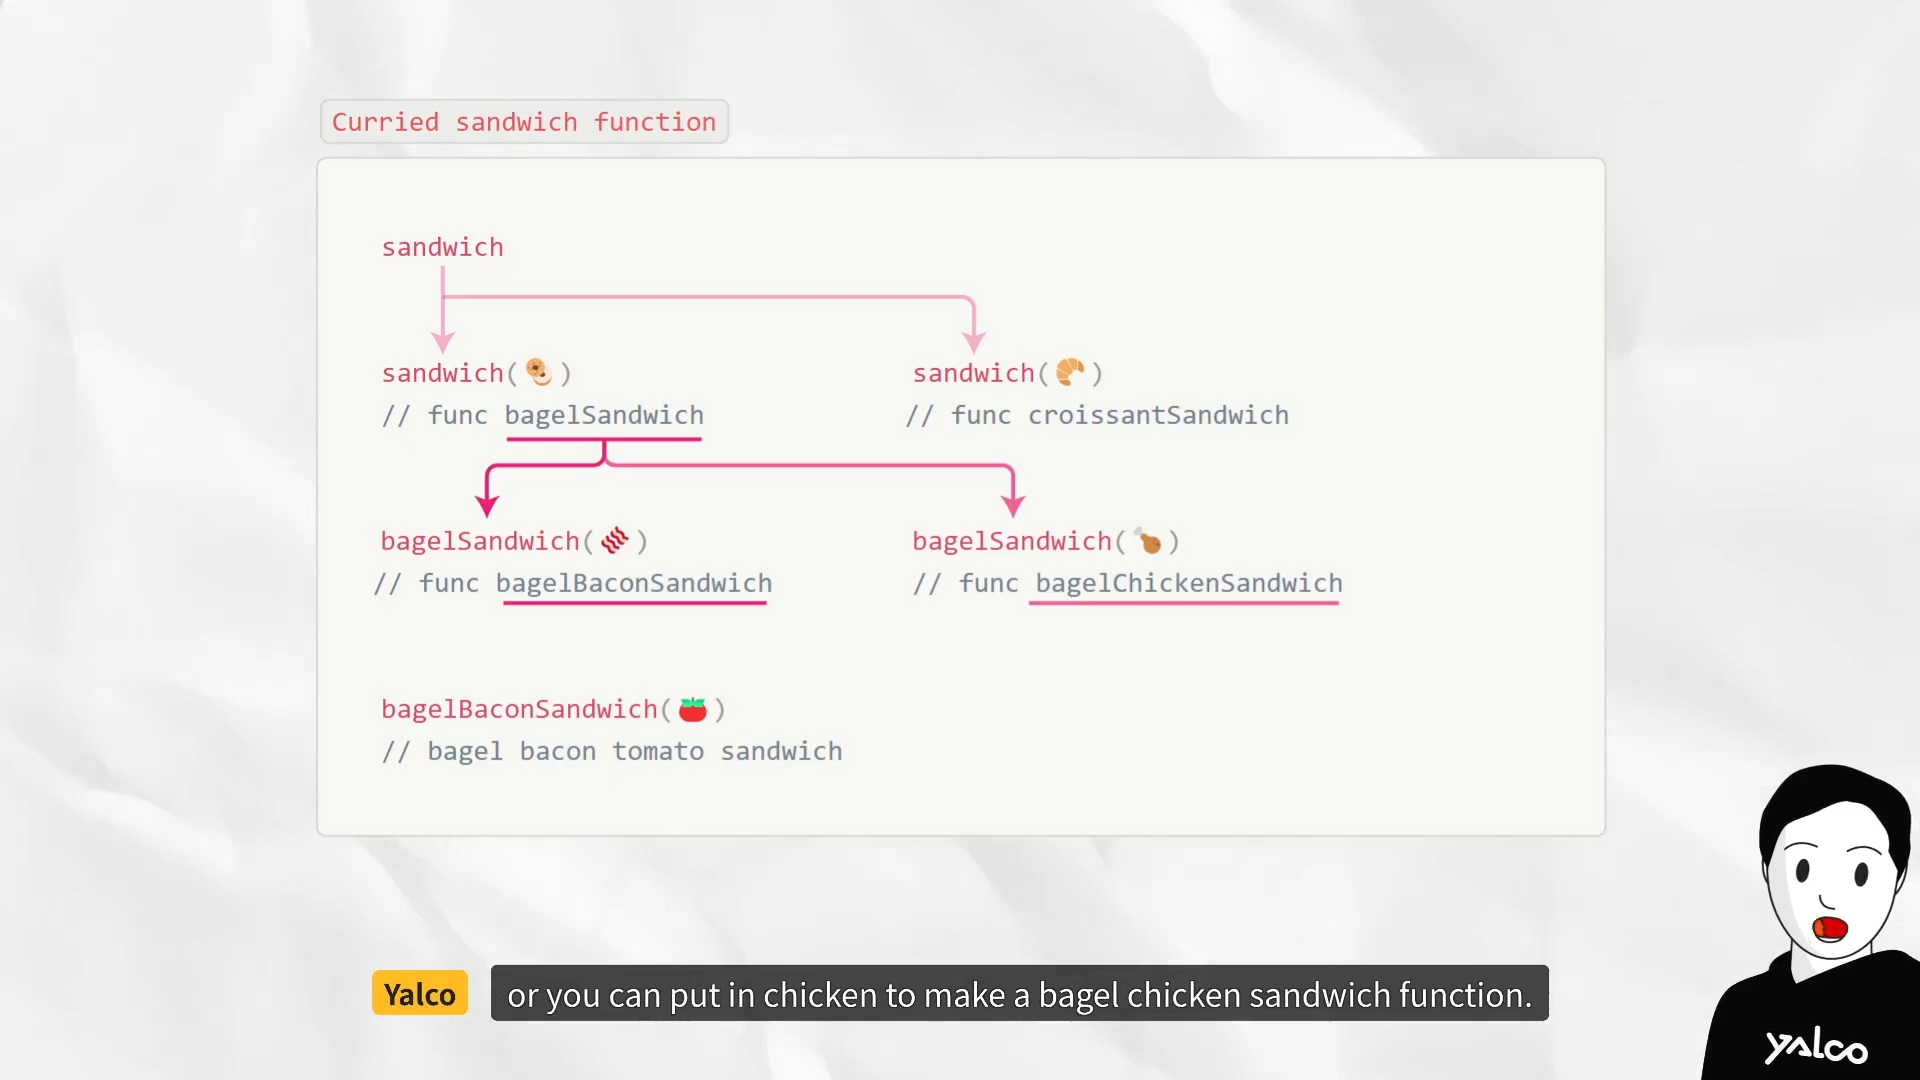 Curried sandwich function
sandwich
sandwich(🥯) sandwich(🥐)
// func bagelSandwich // func croissantSandwich
bagelSandwich(🥓) bagelSandwich(🍗)
// func bagelBaconSandwich // func bagelChickenSandwich
bagelBaconSandwich(🍅)
// bagel bacon tomato sandwich
Yalco or you can put in chicken to make a bagel chicken sandwich function.
yalco